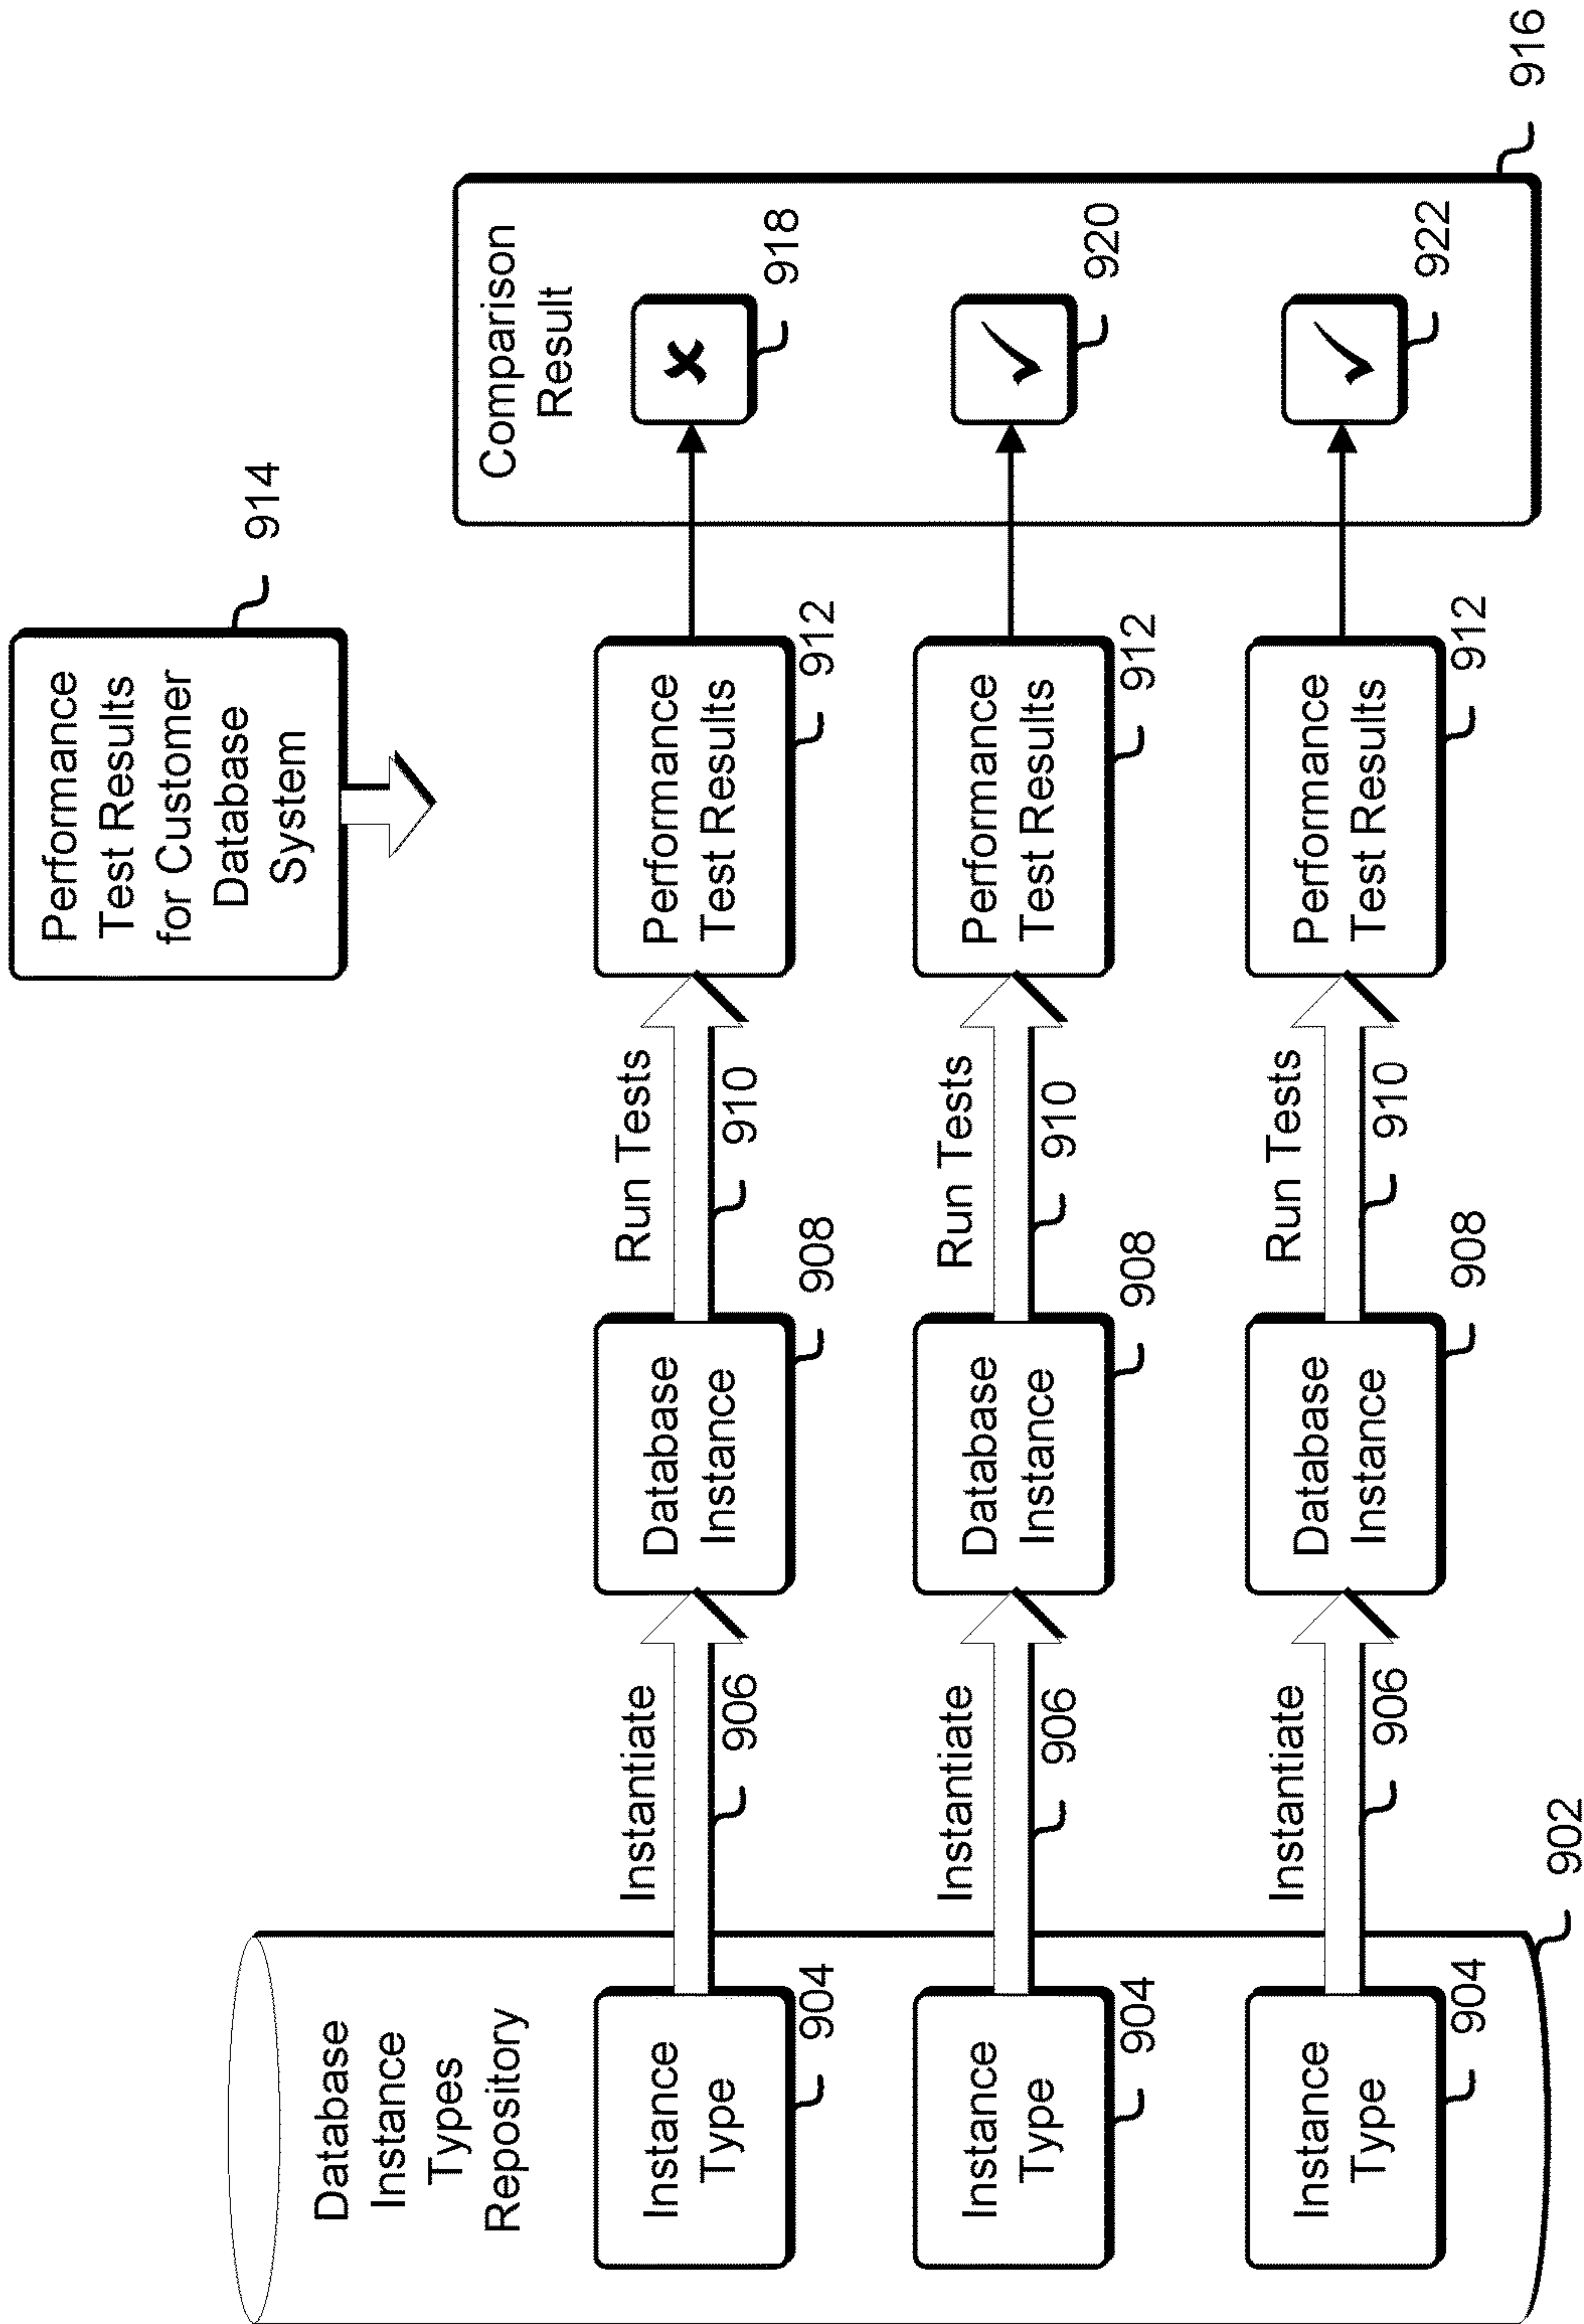 Performance
Test Results
for Customer
Database
System
914
Database
Instance
Types
Repository
Comparison
Result
Instance
Type
904
Instantiate
906
Database
Instance
908
Run Tests
910
Performance
Test Results
912
918
Instance
Type
904
Instantiate
906
Database
Instance
908
Run Tests
910
Performance
Test Results
912
920
Instance
Type
904
Instantiate
906
Database
Instance
908
Run Tests
910
Performance
Test Results
912
922
902
916